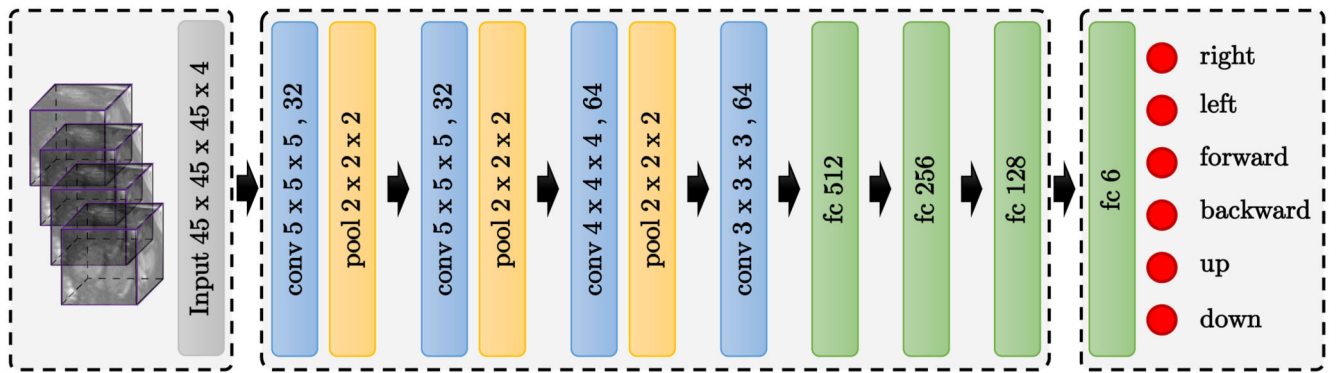 Input 45 x 45 x 45 x 4
conv 5 x 5 x 5 , 32
pool 2 x 2 x 2
conv 5 x 5 x 5 , 32
pool 2 x 2 x 2
conv 4 x 4 x 4 , 64
pool 2 x 2 x 2
conv 3 x 3 x 3 , 64
fc 512
fc 256
fc 128
fc 6
right
left
forward
backward
up
down